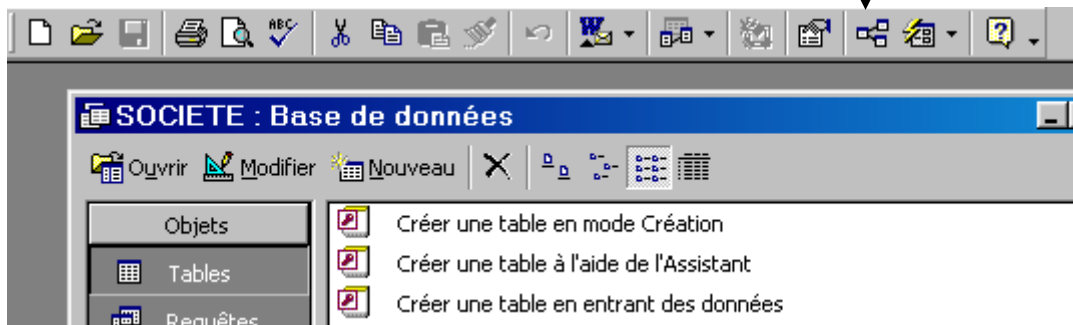 ABC
W
SOCIETE : Base de données
Ouvrir Modifier Nouveau
Objets
Créer une table en mode Création
Tables
Créer une table à l'aide de l'Assistant
Requêtes
Créer une table en entrant des données